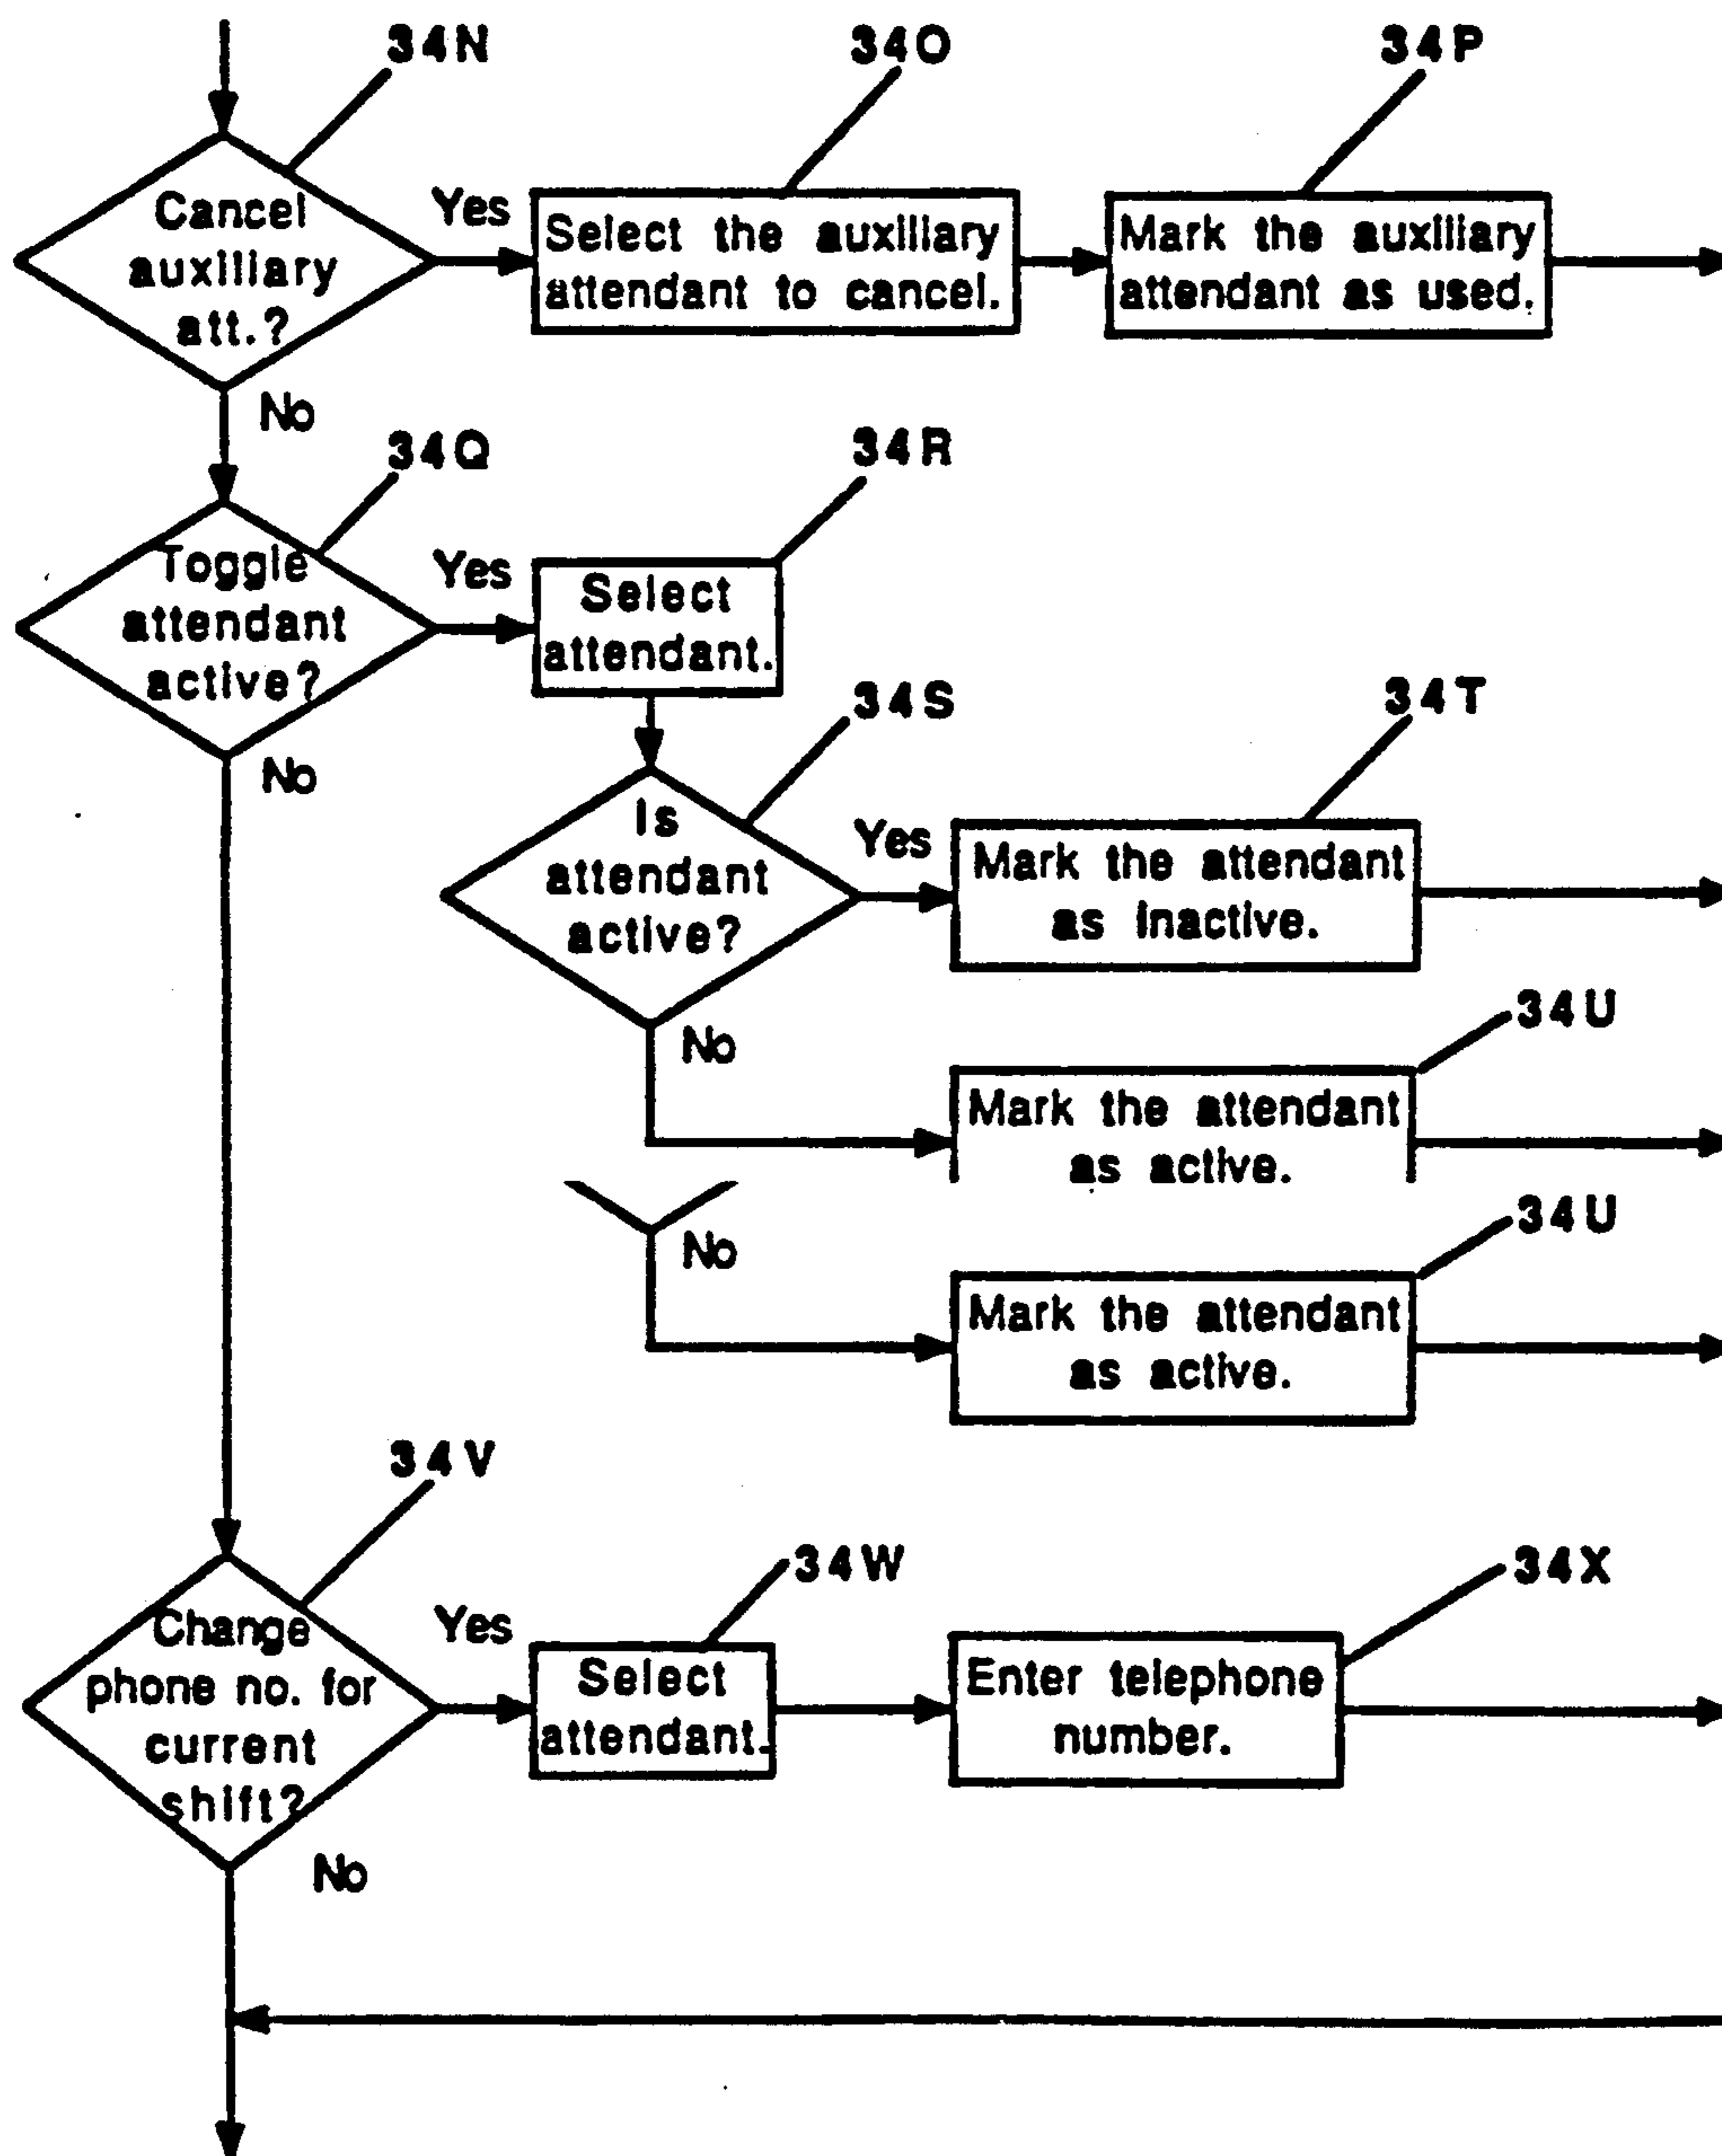 34N
34O
34P
Cancel
auxiliary
att.?
Yes
Select the auxiliary
attendant to cancel.
Mark the auxiliary
attendant as used.
No
34Q
34R
Toggle
attendant
active?
Yes
Select
attendant.
No
34S
34T
Is
attendant
active?
Yes
Mark the attendant
as inactive.
No
34U
Mark the attendant
as active.
No
34U
Mark the attendant
as active.
34V
34W
34X
Change
phone no. for
current
shift?
Yes
Select
attendant.
Enter telephone
number.
No